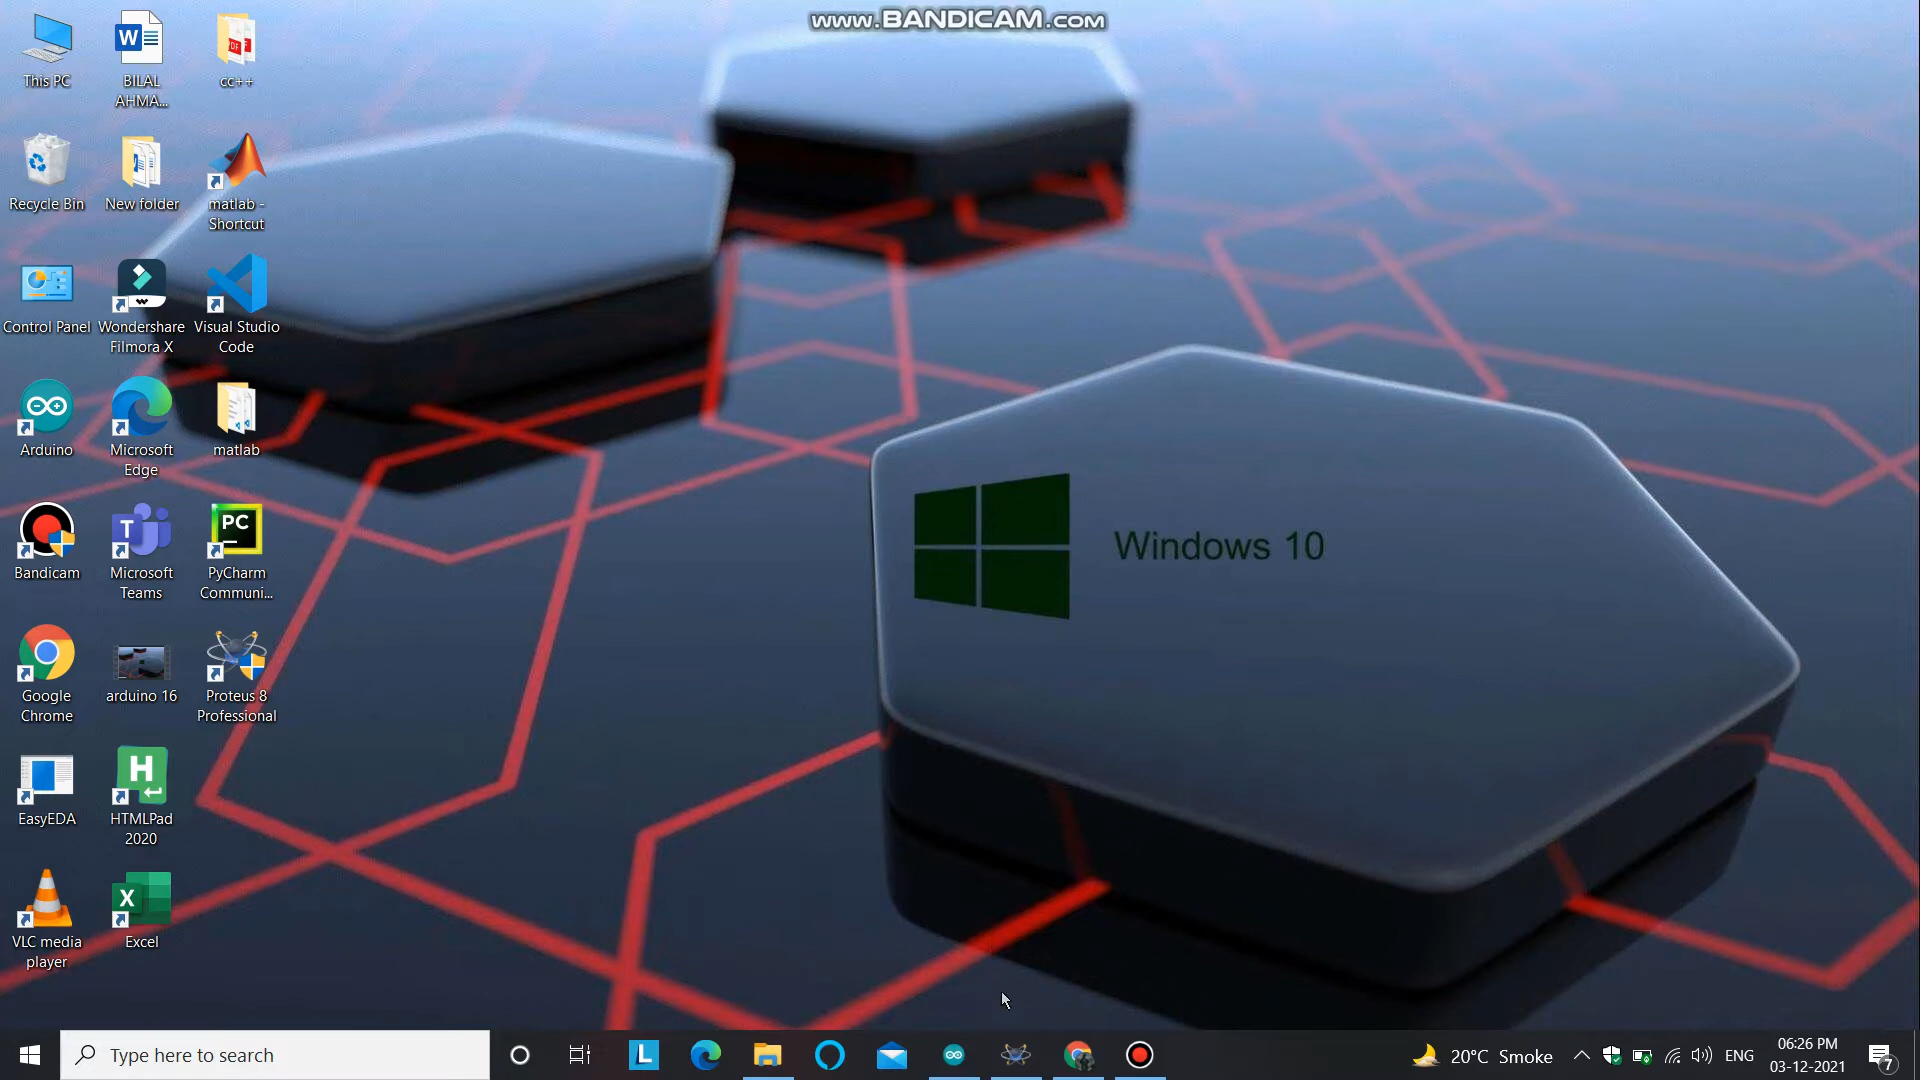 www.BANDICAM.com
This PC
BILAL
AHMA...
cc++
Recycle Bin
New folder
matlab -
Shortcut
Control Panel
Wondershare
Filmora X
Visual Studio
Code
Arduino
Microsoft
Edge
matlab
Bandicam
Microsoft
Teams
PyCharm
Communi...
Google
Chrome
arduino 16
Proteus 8
Professional
EasyEDA
HTMLPad
2020
VLC media
player
Excel
Windows 10
Type here to search
20°C Smoke
ENG
06:26 PM
03-12-2021
7